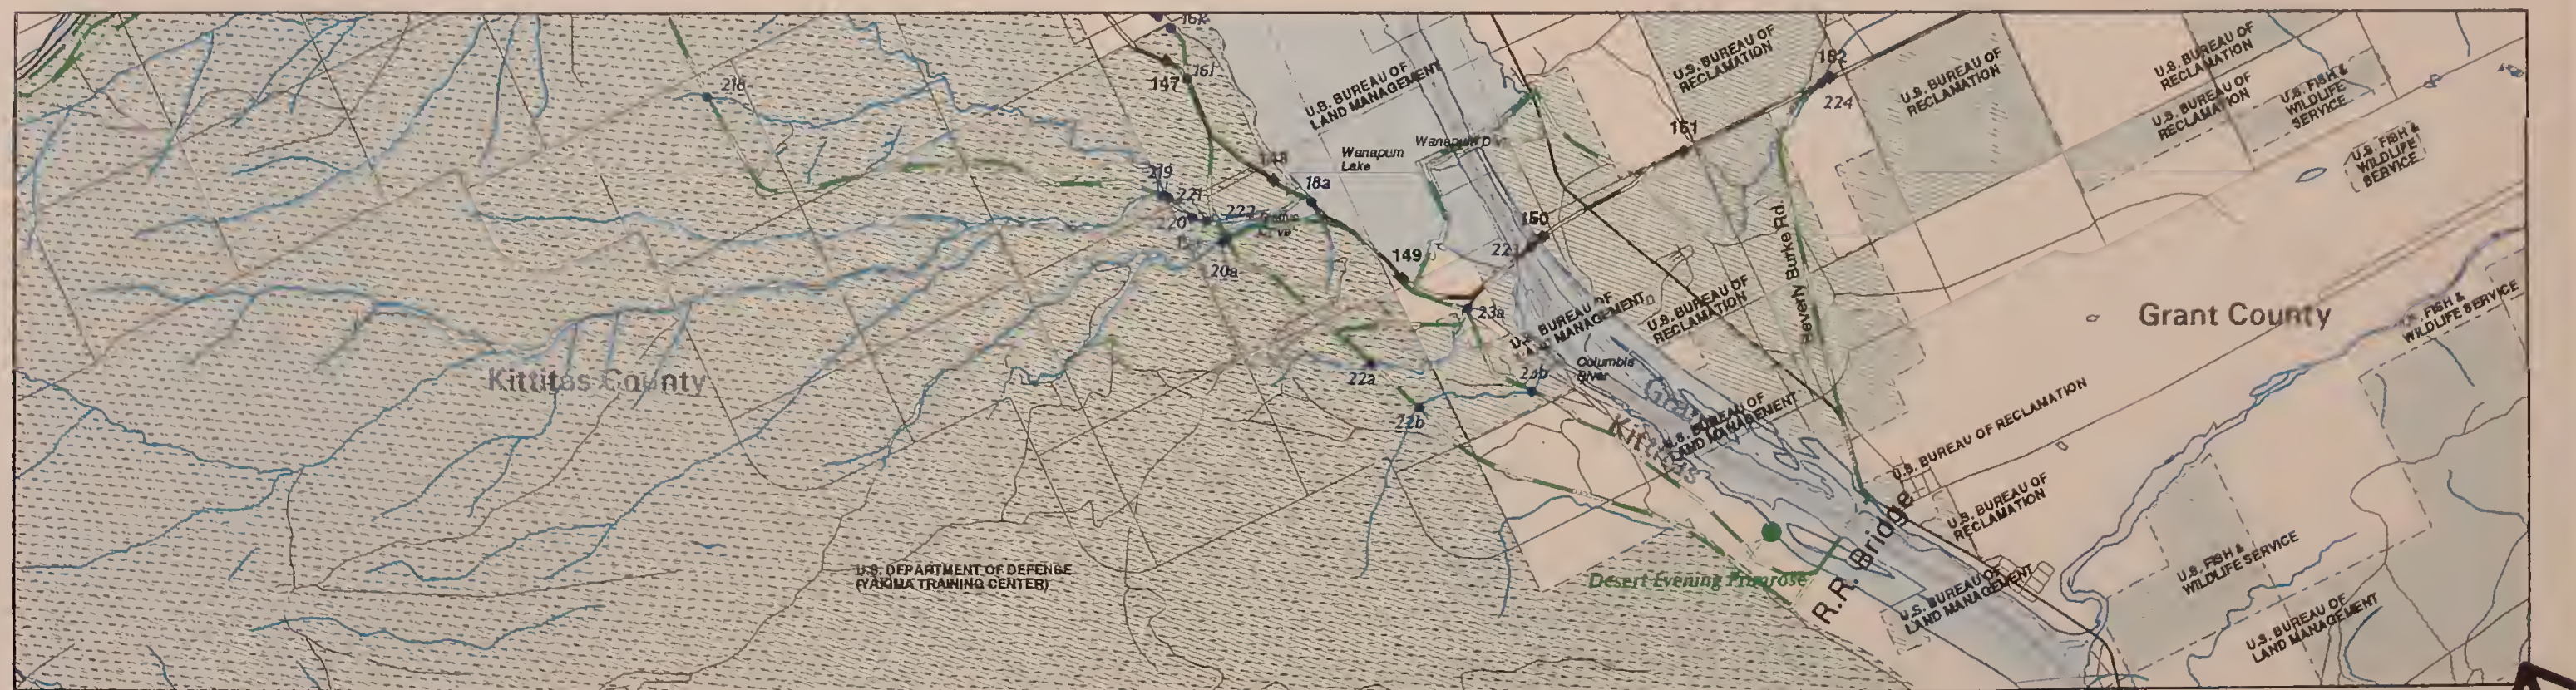 16k
161
147
218
U.S. BUREAU OF
LAND MANAGEMENT
U.S. BUREAU OF
RECLAMATION
152
224
U.S. BUREAU OF
RECLAMATION
U.S. BUREAU OF
RECLAMATION
U.S. BUREAU OF
RECLAMATION
U.S. FISH &
WILDLIFE
SERVICE
U.S. FISH &
WILDLIFE
SERVICE
151
148
Wanapum
Lake
Wanapum
18a
219
221
222
20a
149
150
23a
Beverly Burke Rd.
U.S. BUREAU OF
RECLAMATION
BUREAU OF
LAND MANAGEMENT
Columbia
River
Grant County
FISH &
WILDLIFE SERVICE
Kittitas County
22a
22b
Kittitas
U.S. BUREAU OF
LAND MANAGEMENT
U.S. BUREAU OF RECLAMATION
U.S. BUREAU OF
RECLAMATION
U.S. DEPARTMENT OF DEFENSE
(YAKIMA TRAINING CENTER)
Desert Evening Primrose
R.R. Bridge
U.S. BUREAU OF
LAND MANAGEMENT
U.S. FISH &
WILDLIFE SERVICE
U.S. BUREAU OF
LAND MANAGEMENT